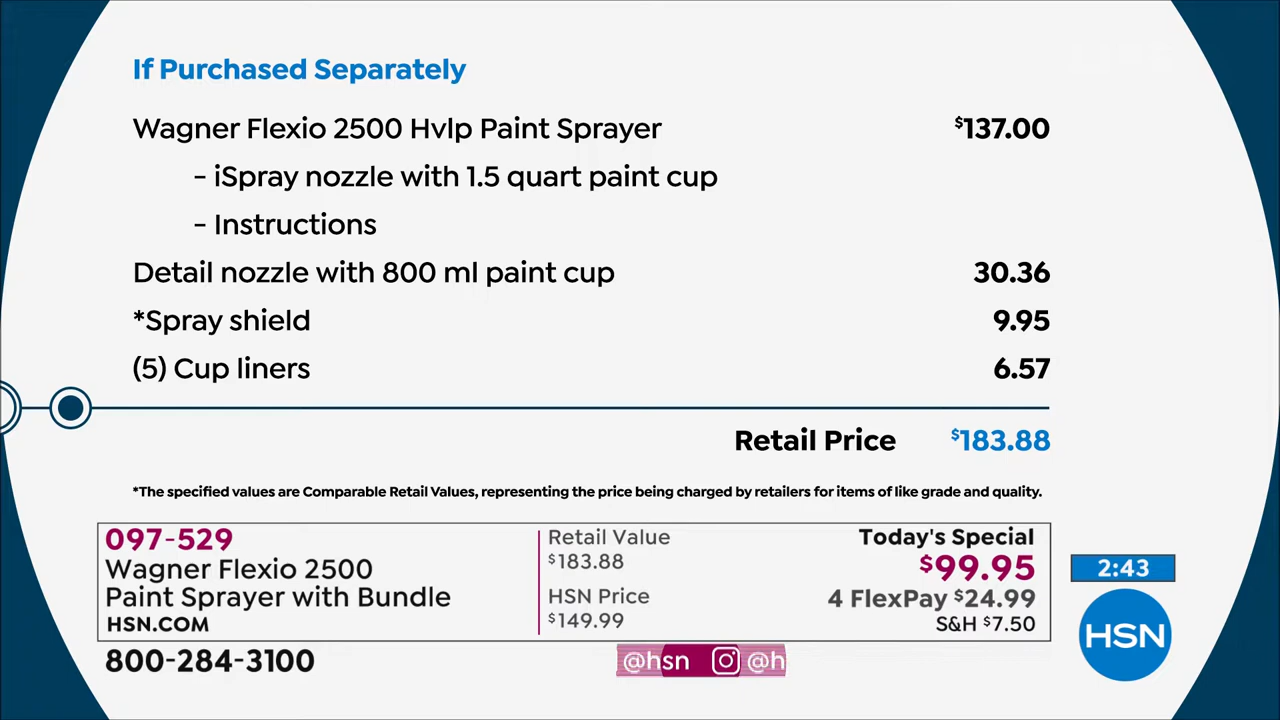 If Purchased Separately
Wagner Flexio 2500 Hvlp Paint Sprayer $137.00
- iSpray nozzle with 1.5 quart paint cup
- Instructions
Detail nozzle with 800 ml paint cup 30.36
*Spray shield 9.95
(5) Cup liners 6.57
Retail Price $183.88
*The specified values are Comparable Retail Values, representing the price being charged by retailers for items of like grade and quality.
097-529
Wagner Flexio 2500
Paint Sprayer with Bundle
HSN.COM
Retail Value
$183.88
HSN Price
$149.99
Today's Special
$99.95
4 FlexPay $24.99
S&H $7.50
2:43
HSN
800-284-3100
@hsn @h